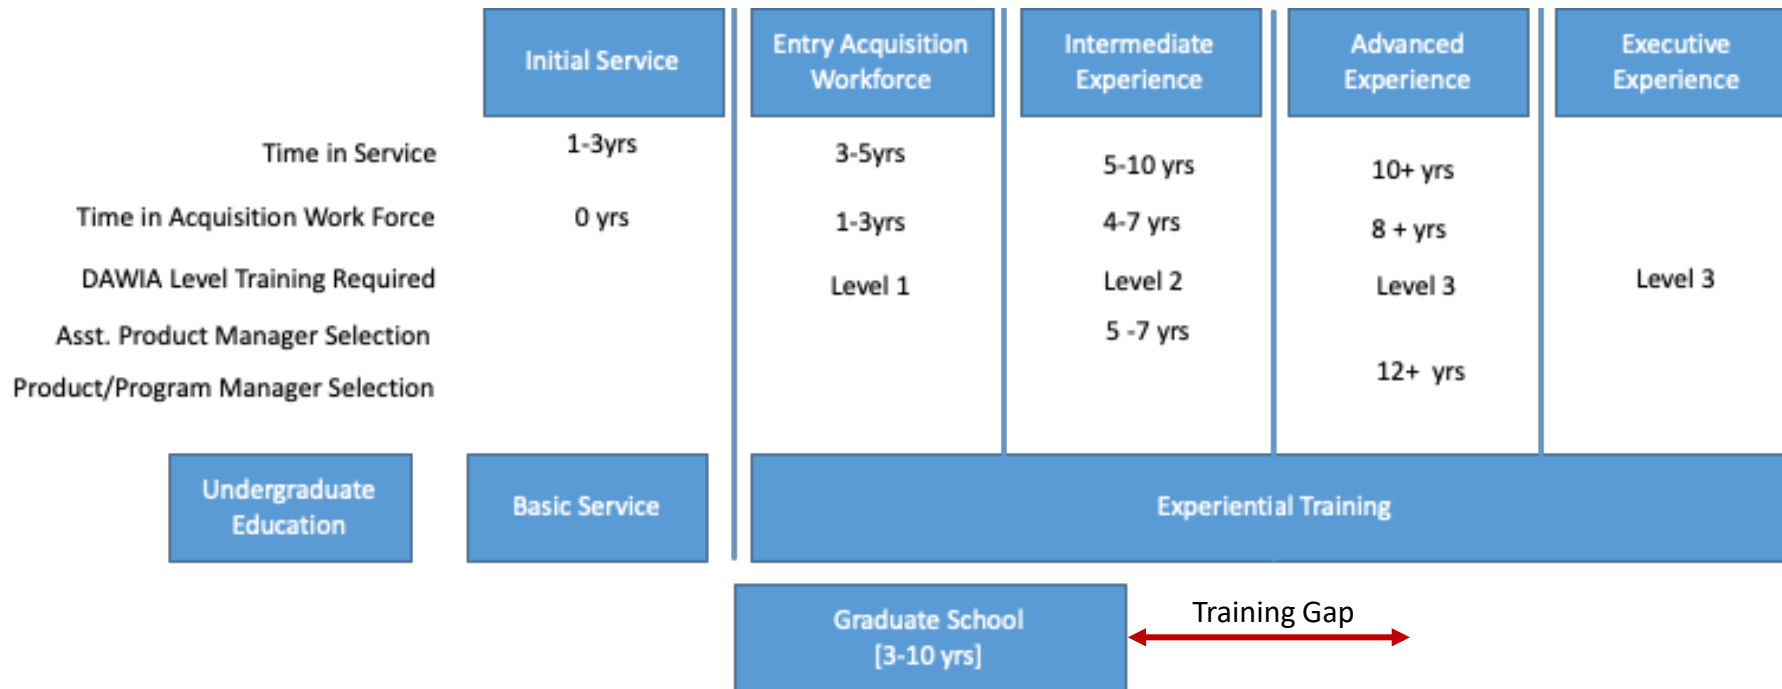 Initial Service
Entry Acquisition
Workforce
Intermediate
Experience
Advanced
Experience
Executive
Experience
Time in Service
1-3yrs
3-5yrs
5-10 yrs
10+ yrs
Time in Acquisition Work Force
0 yrs
1-3yrs
4-7 yrs
8 + yrs
DAWIA Level Training Required
Level 1
Level 2
Level 3
Level 3
Asst. Product Manager Selection
5 -7 yrs
Product/Program Manager Selection
12+ yrs
Undergraduate
Education
Basic Service
Experiential Training
Graduate School
[3-10 yrs]
Training Gap